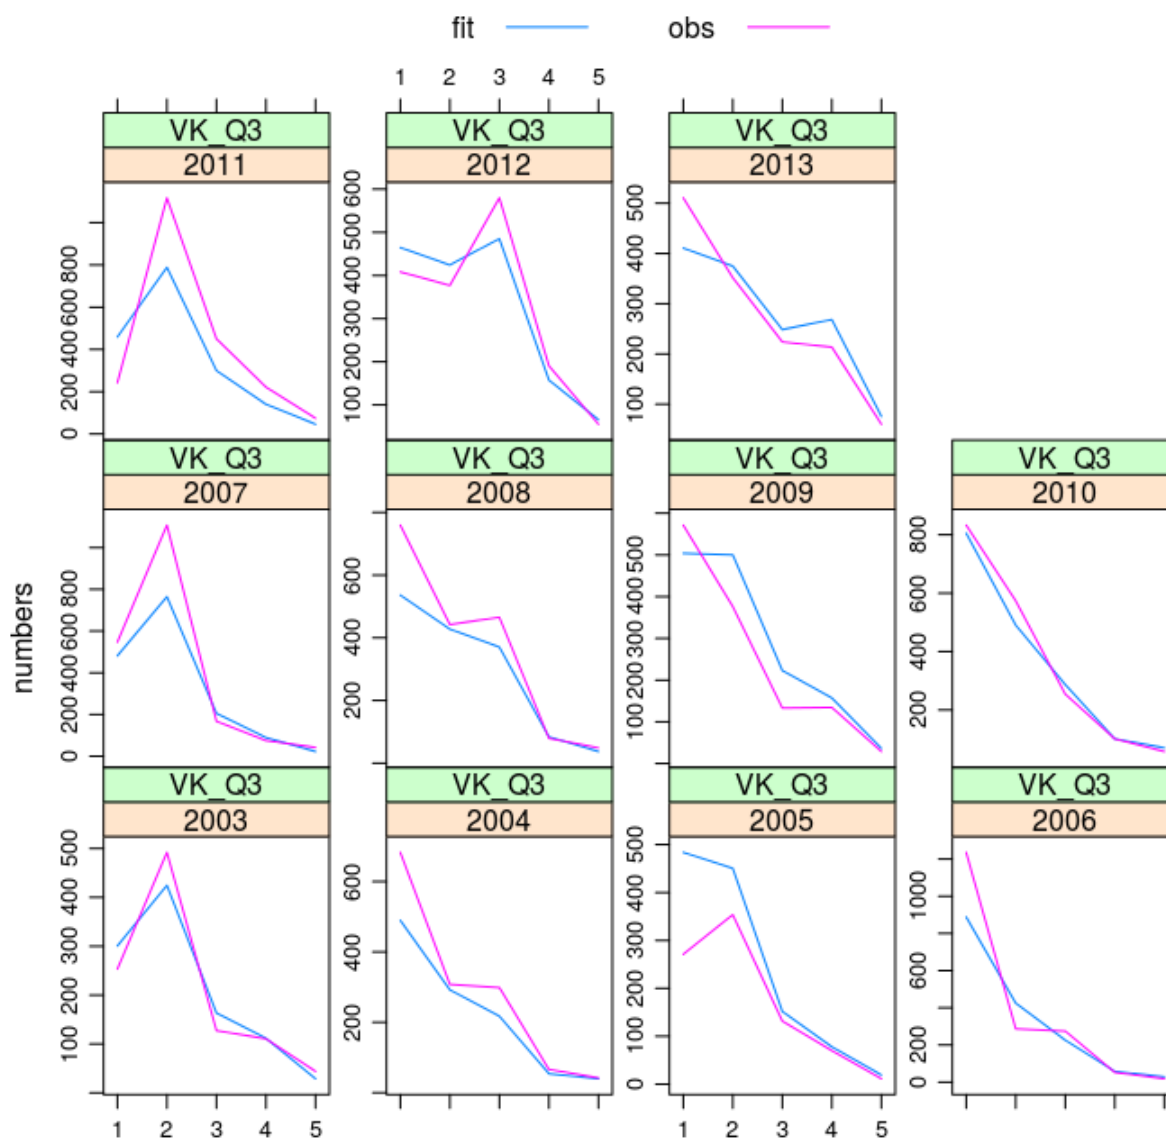 fit obs
1 2 3 4 5
VK_Q3 VK_Q3 VK_Q3
2011 2012 2013
0 200 400 600 800
100 200 300 400 500 600
100 200 300 400 500
VK_Q3 VK_Q3 VK_Q3 VK_Q3
2007 2008 2009 2010
numbers
0 200 400 600 800
200 400 600
100 200 300 400 500
200 400 600 800
VK_Q3 VK_Q3 VK_Q3 VK_Q3
2003 2004 2005 2006
100 200 300 400 500
200 400 600
0 100 200 300 400 500
0 200 600 1000
1 2 3 4 5 1 2 3 4 5